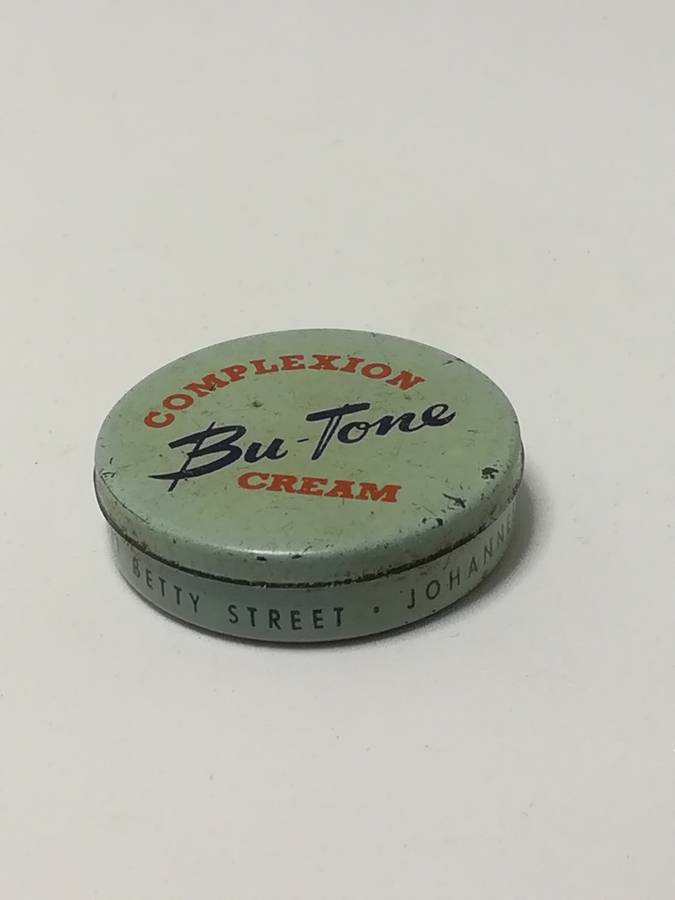 COMPLEXION
Bu-Tone
CREAM
BETTY STREET • JOHANNE